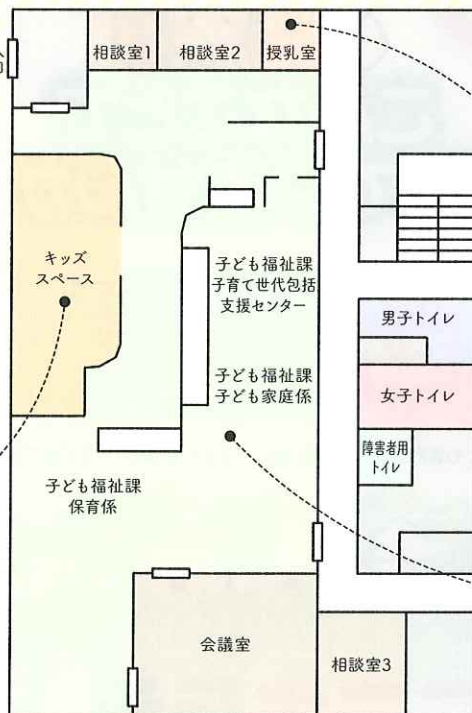 相談室1
相談室2
授乳室
キッズ
スペース
子ども福祉課
子育て世代包括
支援センター
子ども福祉課
子ども家庭係
男子トイレ
女子トイレ
障害者用
トイレ
子ども福祉課
保育係
会議室
相談室3